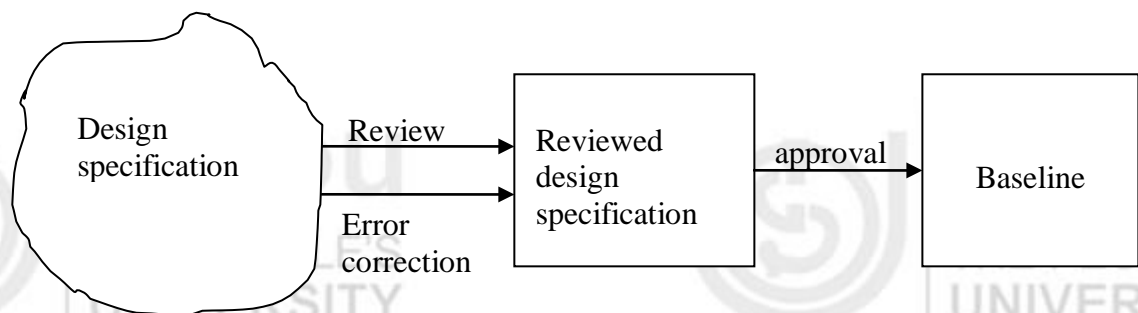 Design
specification
Review
Error
correction
Reviewed
design
specification
approval
Baseline